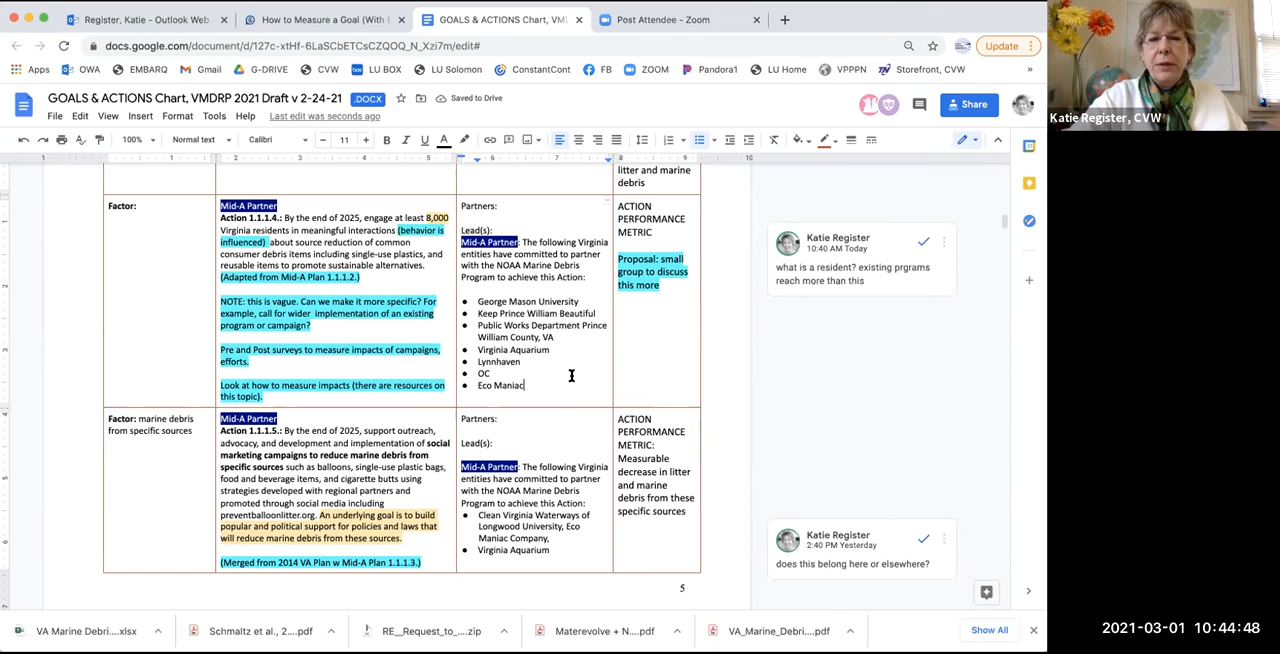 Register, Katie - Outlook Web
How to Measure a Goal (With E
GOALS & ACTIONS Chart, VML
Post Attendee - Zoom
docs.google.com/document/d/127c-xtHf-6LaSCbETCsCZQOQ_N_Xzi7m/edit#
Update
Apps
OWA
EMBARQ
Gmail
G-DRIVE
CVW
LU BOX
LU Solomon
ConstantCont
FB
ZOOM
Pandora1
LU Home
VPPPN
Storefront, CVW
»
GOALS & ACTIONS Chart, VMDRP 2021 Draft v 2-24-21
.DOCX
Saved to Drive
File Edit View Insert Format Tools Help
Last edit was seconds ago
Share
100%
Normal text
Calibri
11
B I U A
1 2 3 4 5 6 7 8 9 10
litter and marine
debris
Factor:
Mid-A Partner
Action 1.1.1.4.: By the end of 2025, engage at least 8,000
Virginia residents in meaningful interactions (behavior is
influenced) about source reduction of common
consumer debris items including single-use plastics, and
reusable items to promote sustainable alternatives.
(Adapted from Mid-A Plan 1.1.1.2.)
NOTE: this is vague. Can we make it more specific? For
example, call for wider implementation of an existing
program or campaign?
Pre and Post surveys to measure impacts of campaigns,
efforts.
Look at how to measure impacts (there are resources on
this topic).
Partners:
Lead(s):
Mid-A Partner: The following Virginia
entities have committed to partner
with the NOAA Marine Debris
Program to achieve this Action:
● George Mason University
● Keep Prince William Beautiful
● Public Works Department Prince
William County, VA
● Virginia Aquarium
● Lynnhaven
● OC
● Eco Maniac
ACTION
PERFORMANCE
METRIC
Proposal: small
group to discuss
this more
Factor: marine debris
from specific sources
Mid-A Partner
Action 1.1.1.5.: By the end of 2025, support outreach,
advocacy, and development and implementation of social
marketing campaigns to reduce marine debris from
specific sources such as balloons, single-use plastic bags,
food and beverage items, and cigarette butts using
strategies developed with regional partners and
promoted through social media including
preventballoonlitter.org. An underlying goal is to build
popular and political support for policies and laws that
will reduce marine debris from these sources.
(Merged from 2014 VA Plan w Mid-A Plan 1.1.1.3.)
Partners:
Lead(s):
Mid-A Partner: The following Virginia
entities have committed to partner
with the NOAA Marine Debris
Program to achieve this Action:
● Clean Virginia Waterways of
Longwood University, Eco
Maniac Company,
● Virginia Aquarium
ACTION
PERFORMANCE
METRIC:
Measurable
decrease in litter
and marine
debris from these
specific sources
5
Katie Register
10:40 AM Today
what is a resident? existing prgrams
reach more than this
Katie Register
2:40 PM Yesterday
does this belong here or elsewhere?
VA Marine Debri....xlsx
Schmaltz et al., 2....pdf
RE__Request_to_....zip
Materevolve + N....pdf
VA_Marine_Debri....pdf
Show All
Katie Register, CVW
2021-03-01 10:44:48